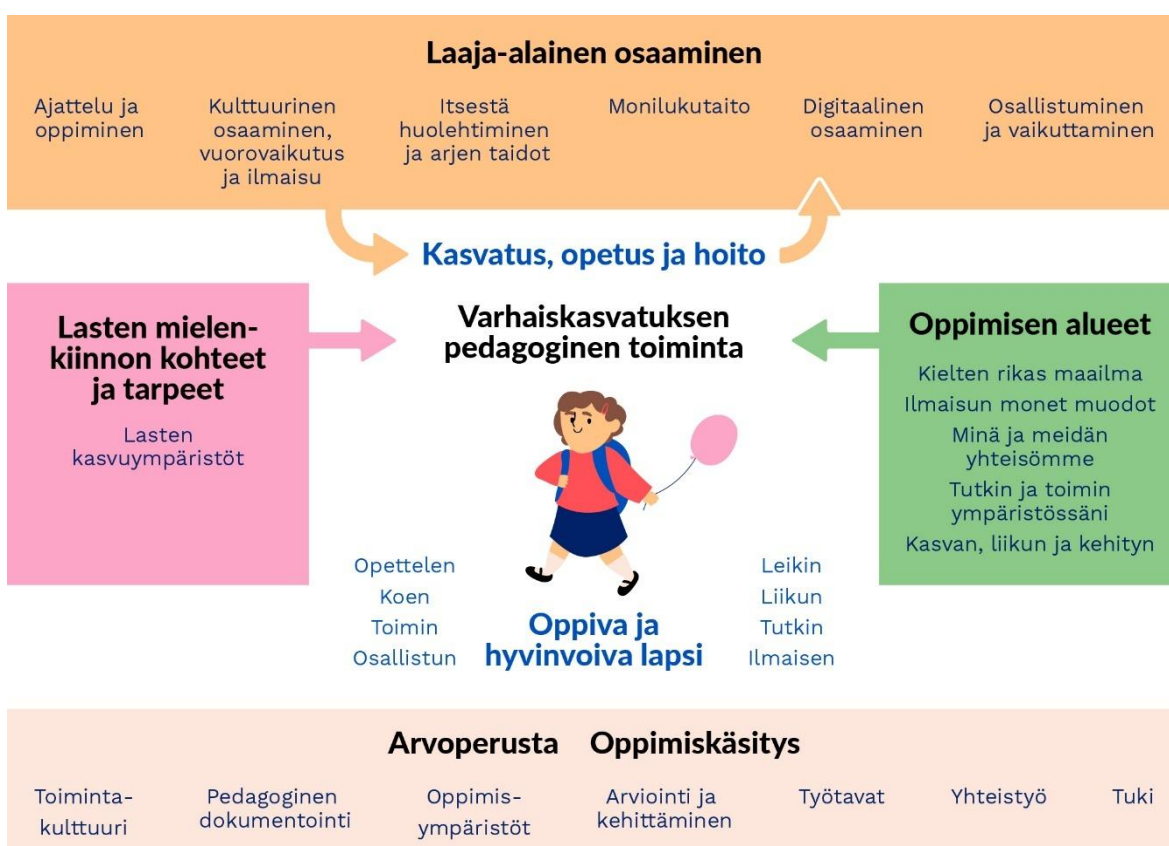 Laaja-alainen osaaminen
Ajattelu ja
oppiminen
Kulttuurinen
osaaminen,
vuorovaikutus
ja ilmaisu
Itsestä
huolehtiminen
ja arjen taidot
Monilukutaito
Digitaalinen
osaaminen
Osallistuminen
ja vaikuttaminen
Kasvatus, opetus ja hoito
Lasten mielen-
kiinnon kohteet
ja tarpeet
Lasten
kasvuympäristöt
Varhaiskasvatuksen
pedagoginen toiminta
Oppimisen alueet
Kielten rikas maailma
Ilmaisun monet muodot
Minä ja meidän
yhteisömme
Tutkin ja toimin
ympäristössäni
Kasvan, liikun ja kehityn
Opettelen
Koen
Toimin
Osallistun
Oppiva ja
hyvinvoiva lapsi
Leikin
Liikun
Tutkin
Ilmaisen
Arvoperusta Oppimiskäsitys
Toiminta-
kulttuuri
Pedagoginen
dokumentointi
Oppimis-
ympäristöt
Arviointi ja
kehittäminen
Työtavat
Yhteistyö
Tuki